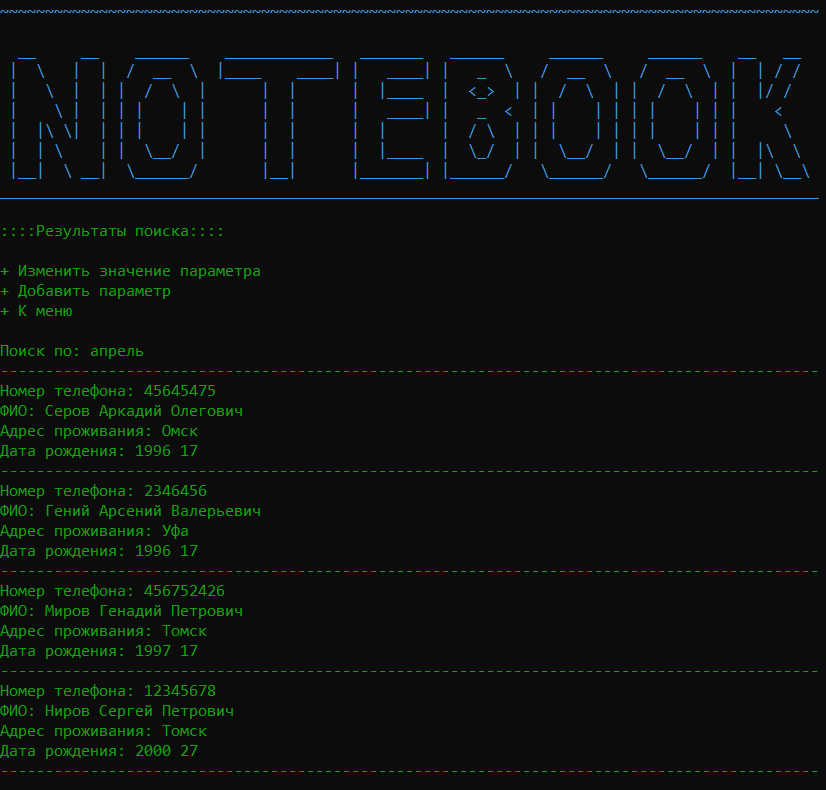 NOTEBOOK
::::Результаты поиска::::
+ Изменить значение параметра
+ Добавить параметр
+ К меню
Поиск по: апрель
Номер телефона: 45645475
ФИО: Серов Аркадий Олегович
Адрес проживания: Омск
Дата рождения: 1996 17
Номер телефона: 2346456
ФИО: Гений Арсений Валерьевич
Адрес проживания: Уфа
Дата рождения: 1996 17
Номер телефона: 456752426
ФИО: Миров Генадий Петрович
Адрес проживания: Томск
Дата рождения: 1997 17
Номер телефона: 12345678
ФИО: Ниров Сергей Петрович
Адрес проживания: Томск
Дата рождения: 2000 27